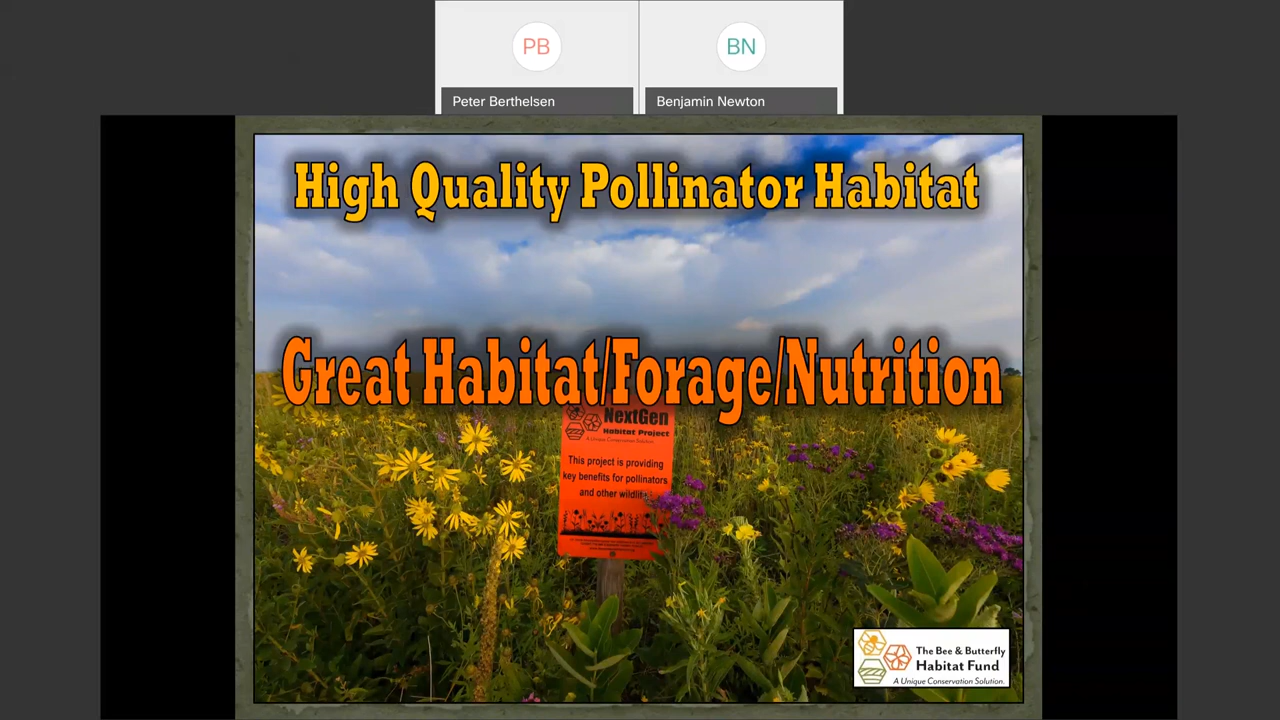 PB
BN
Peter Berthelsen
Benjamin Newton
High Quality Pollinator Habitat
Great Habitat/Forage/Nutrition
NextGen
Habitat Project
A Unique Conservation Solution
This project is providing
key benefits for pollinators
and other wildlife
The Bee & Butterfly
Habitat Fund
A Unique Conservation Solution.